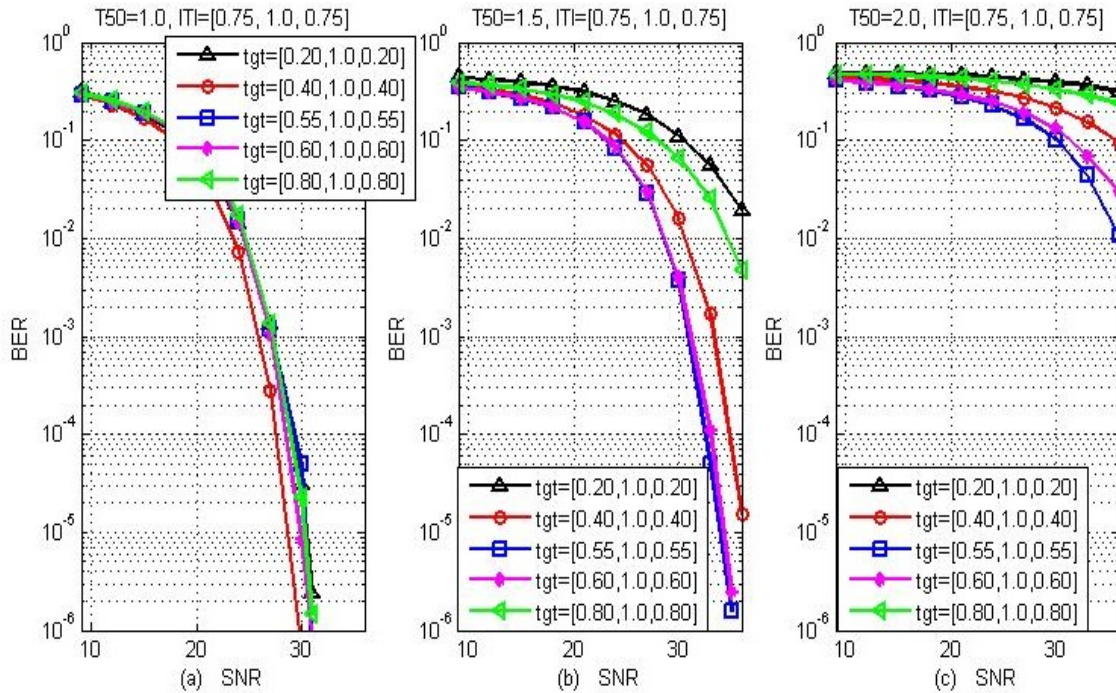 T50=1.0, ITI=[0.75, 1.0, 0.75]
10^0
10^-1
10^-2
10^-3
10^-4
10^-5
10^-6
BER
tgt=[0.20,1.0,0.20]
tgt=[0.40,1.0,0.40]
tgt=[0.55,1.0,0.55]
tgt=[0.60,1.0,0.60]
tgt=[0.80,1.0,0.80]
10 20 30
(a) SNR
T50=1.5, ITI=[0.75, 1.0, 0.75]
10^0
10^-1
10^-2
10^-3
10^-4
10^-5
10^-6
BER
tgt=[0.20,1.0,0.20]
tgt=[0.40,1.0,0.40]
tgt=[0.55,1.0,0.55]
tgt=[0.60,1.0,0.60]
tgt=[0.80,1.0,0.80]
10 20 30
(b) SNR
T50=2.0, ITI=[0.75, 1.0, 0.75]
10^0
10^-1
10^-2
10^-3
10^-4
10^-5
10^-6
BER
tgt=[0.20,1.0,0.20]
tgt=[0.40,1.0,0.40]
tgt=[0.55,1.0,0.55]
tgt=[0.60,1.0,0.60]
tgt=[0.80,1.0,0.80]
10 20 30
(c) SNR